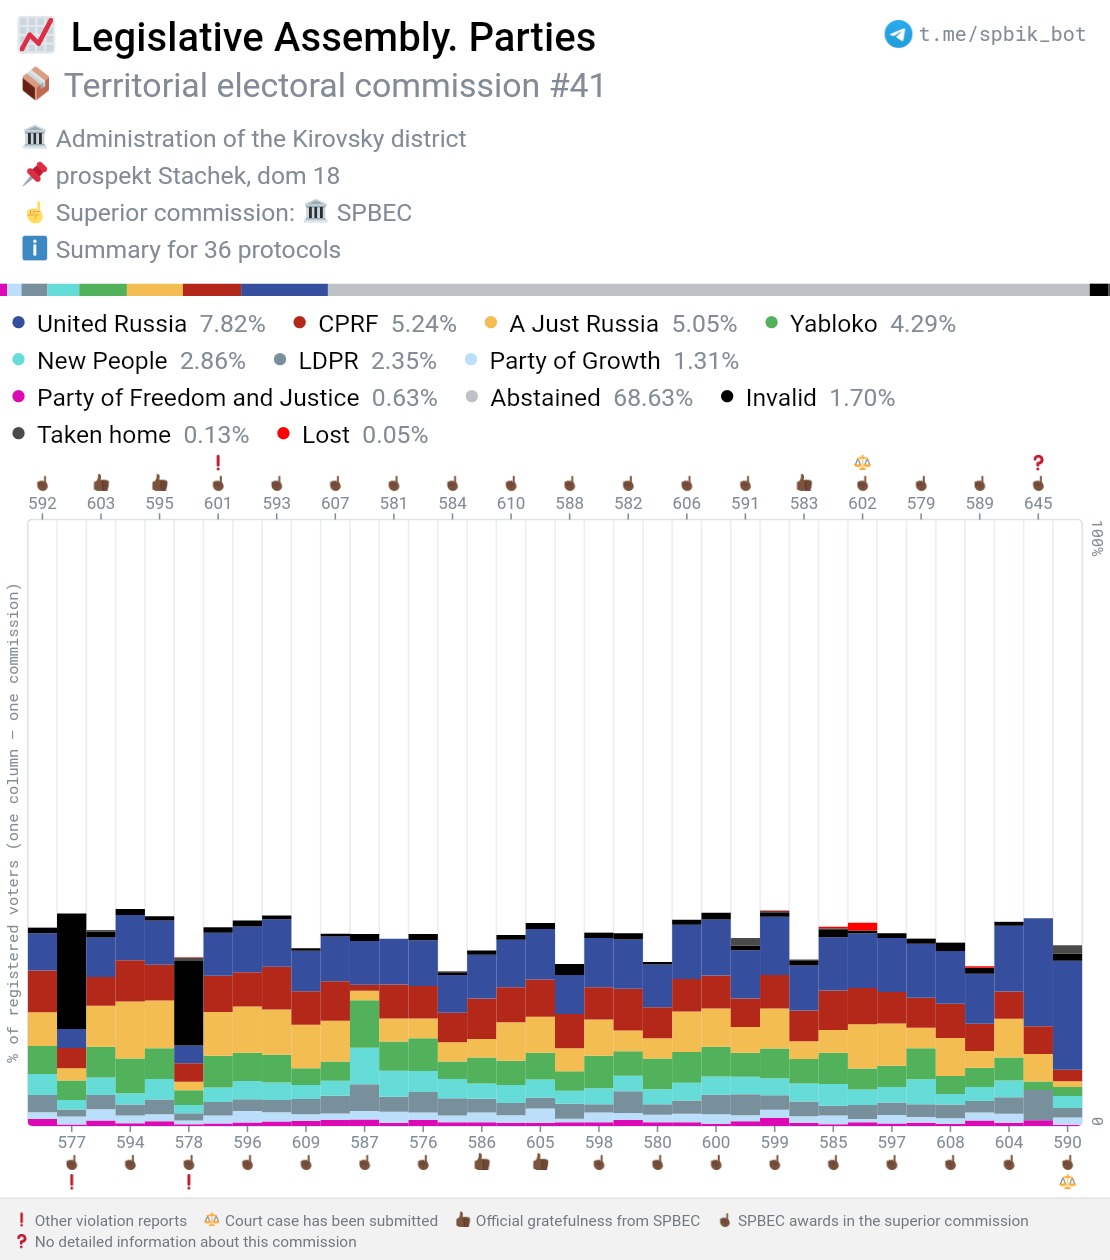 Legislative Assembly. Parties
t.me/spbik_bot
Territorial electoral commission #41
Administration of the Kirovsky district
prospekt Stachek, dom 18
Superior commission: SPBEC
Summary for 36 protocols
United Russia 7.82% CPRF 5.24% A Just Russia 5.05% Yabloko 4.29%
New People 2.86% LDPR 2.35% Party of Growth 1.31%
Party of Freedom and Justice 0.63% Abstained 68.63% Invalid 1.70%
Taken home 0.13% Lost 0.05%
592 603 595 601 593 607 581 584 610 588 582 606 591 583 602 579 589 645
100%
% of registered voters (one column – one commission)
0
577 594 578 596 609 587 576 586 605 598 580 600 599 585 597 608 604 590
Other violation reports Court case has been submitted Official gratefulness from SPBEC SPBEC awards in the superior commission
No detailed information about this commission